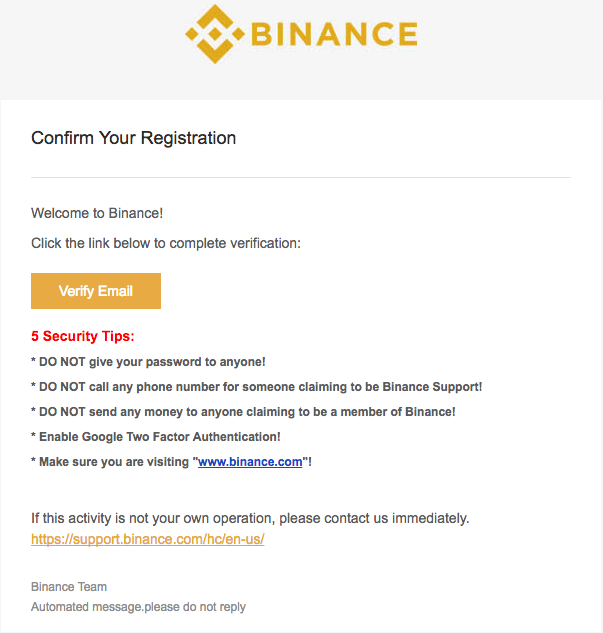 BINANCE
Confirm Your Registration
Welcome to Binance!
Click the link below to complete verification:
Verify Email
5 Security Tips:
* DO NOT give your password to anyone!
* DO NOT call any phone number for someone claiming to be Binance Support!
* DO NOT send any money to anyone claiming to be a member of Binance!
* Enable Google Two Factor Authentication!
* Make sure you are visiting "www.binance.com"!
If this activity is not your own operation, please contact us immediately.
https://support.binance.com/hc/en-us/
Binance Team
Automated message.please do not reply